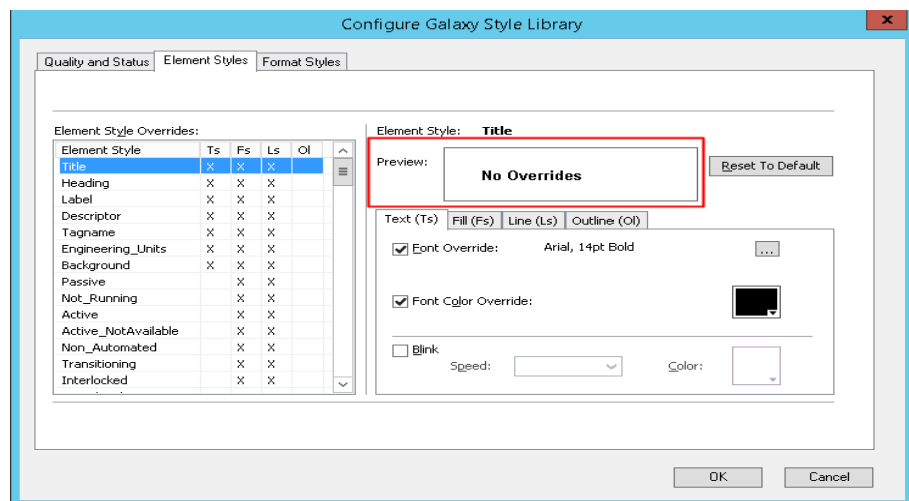 Configure Galaxy Style Library
x
Quality and Status Element Styles Format Styles
Element Style Overrides:
Element Style Ts Fs Ls Ol
Title X X X
Heading X X X
Label X X X
Descriptor X X X
Tagname X X X
Engineering_Units X X X
Background X X X
Passive X X
Not_Running X X
Active X X
Active_NotAvailable X X
Non_Automated X X
Transitioning X X
Interlocked X X
Element Style: Title
Preview: No Overrides
Reset To Default
Text (Ts) Fill (Fs) Line (Ls) Outline (Ol)
Font Override: Arial, 14pt Bold ...
Font Color Override:
Blink
Speed: Color:
OK Cancel